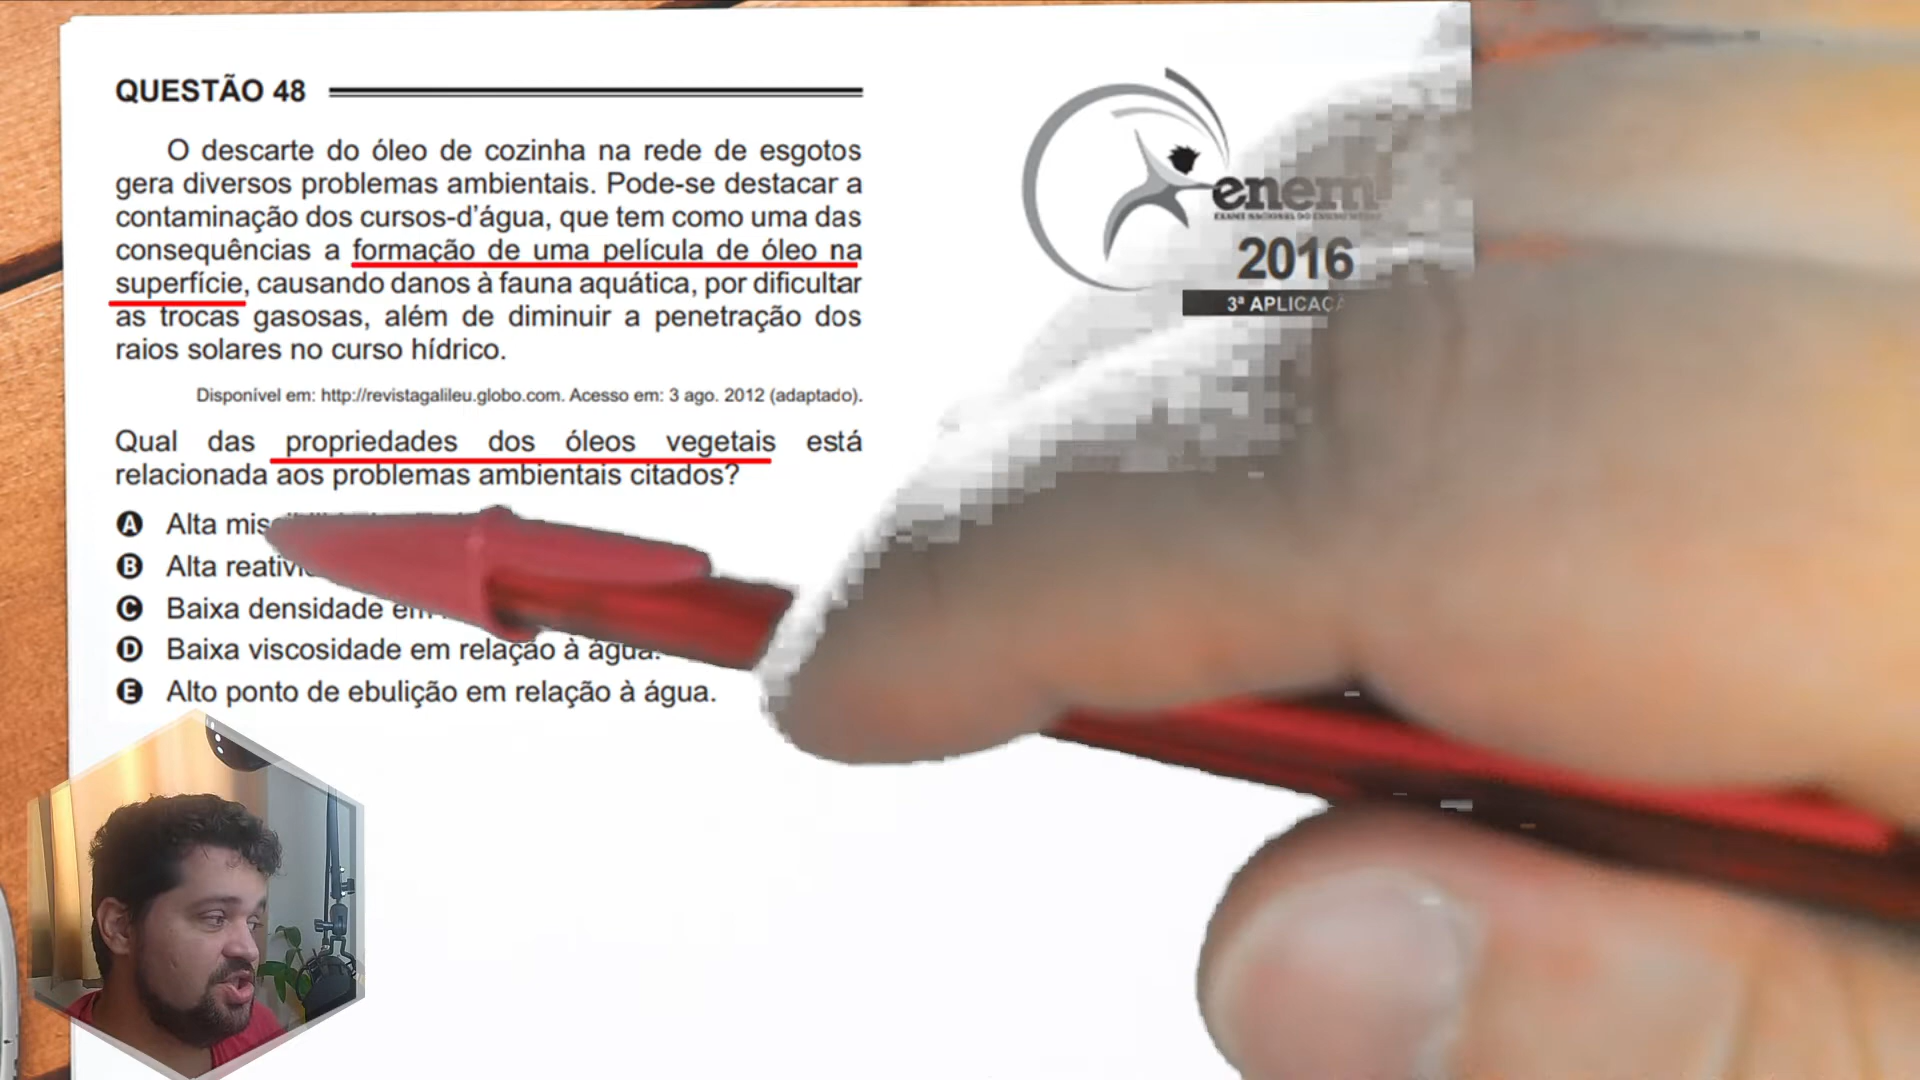 QUESTÃO 48
O descarte do óleo de cozinha na rede de esgotos
gera diversos problemas ambientais. Pode-se destacar a
contaminação dos cursos-d'água, que tem como uma das
consequências a formação de uma película de óleo na
superfície, causando danos à fauna aquática, por dificultar
as trocas gasosas, além de diminuir a penetração dos
raios solares no curso hídrico.
Disponível em: http://revistagalileu.globo.com. Acesso em: 3 ago. 2012 (adaptado).
Qual das propriedades dos óleos vegetais está
relacionada aos problemas ambientais citados?
A Alta
B Alta
C Baixa densidade em
D Baixa viscosidade em relação à água.
E Alto ponto de ebulição em relação à água.
enem
EXAME NACIONAL DO ENSINO
2016
3ª